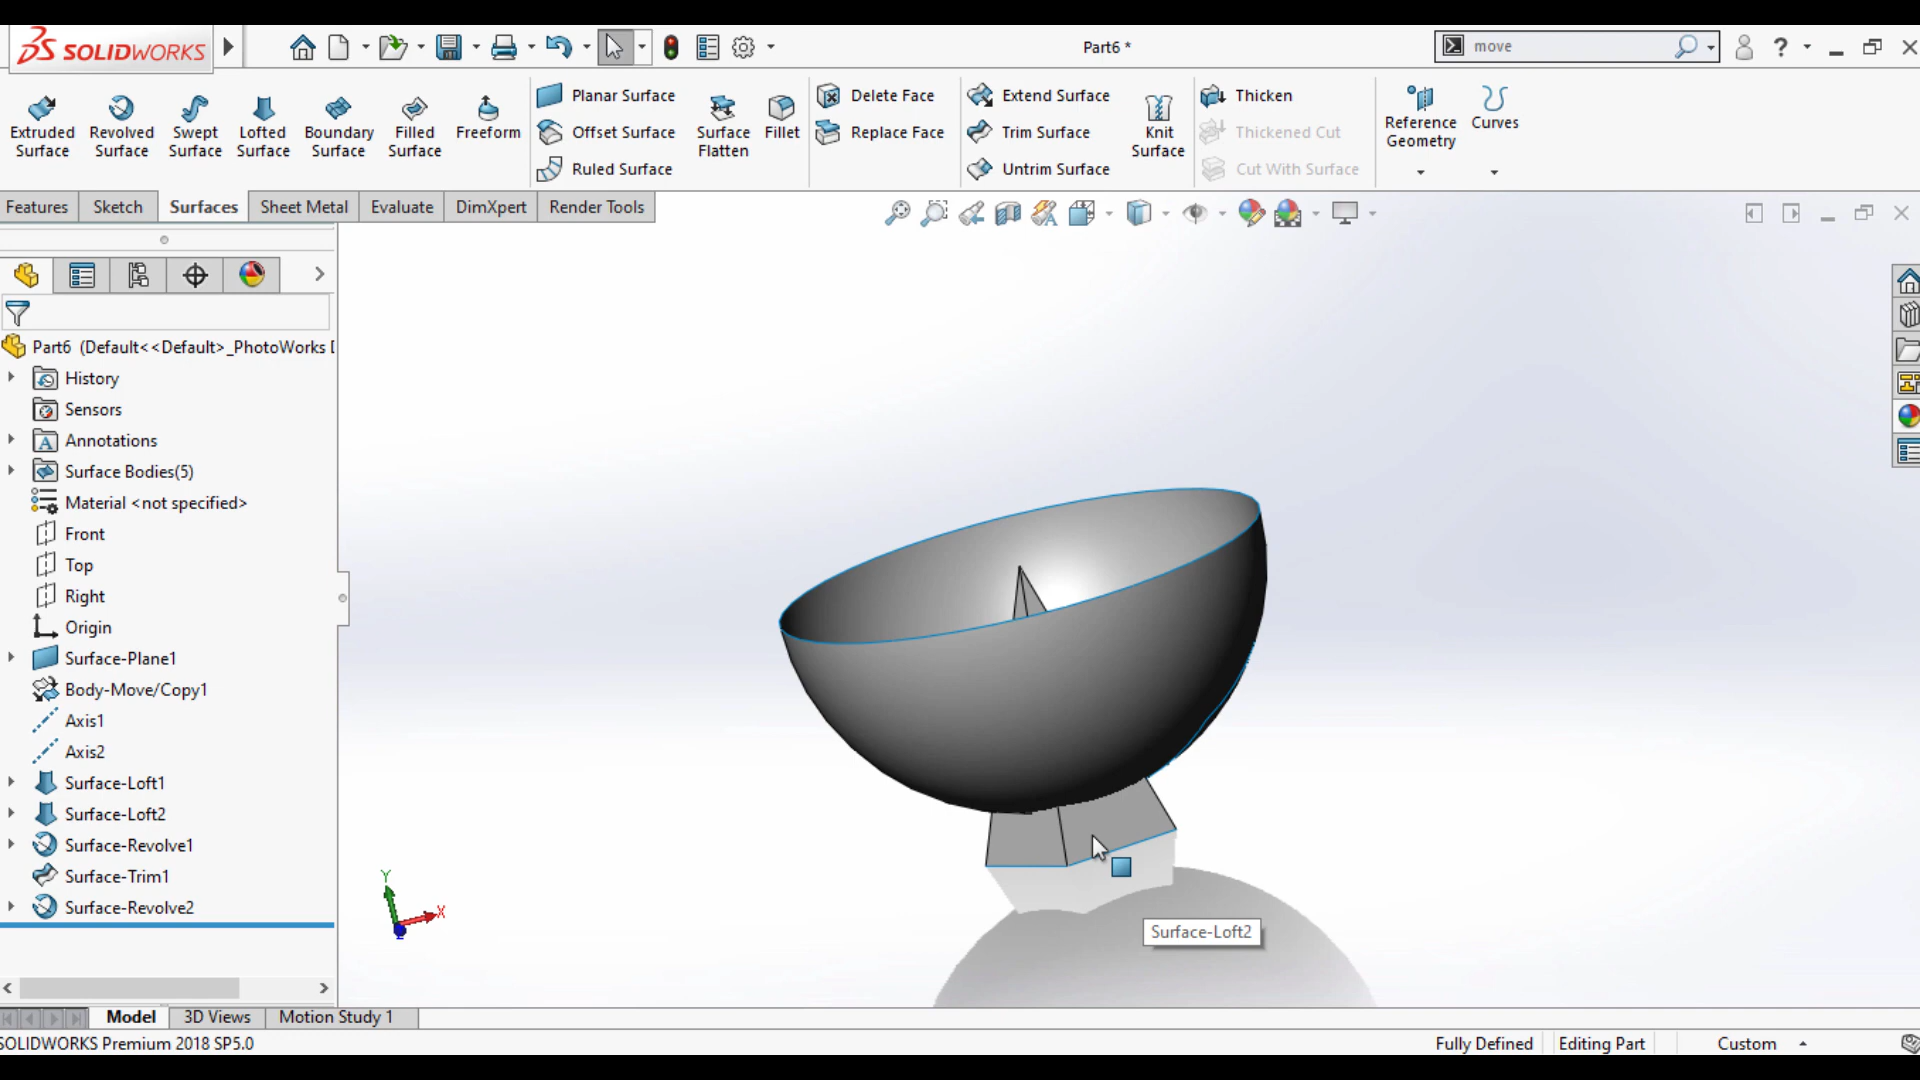 SOLIDWORKS
Part6 *
move
Extruded Surface
Revolved Surface
Swept Surface
Lofted Surface
Boundary Surface
Filled Surface
Freeform
Planar Surface
Offset Surface
Ruled Surface
Surface Flatten
Fillet
Delete Face
Replace Face
Extend Surface
Trim Surface
Untrim Surface
Knit Surface
Thicken
Thickened Cut
Cut With Surface
Reference Geometry
Curves
Features
Sketch
Surfaces
Sheet Metal
Evaluate
DimXpert
Render Tools
Part6 (Default<<Default>_PhotoWorks D
History
Sensors
Annotations
Surface Bodies(5)
Material <not specified>
Front
Top
Right
Origin
Surface-Plane1
Body-Move/Copy1
Axis1
Axis2
Surface-Loft1
Surface-Loft2
Surface-Revolve1
Surface-Trim1
Surface-Revolve2
Y
X
Z
Surface-Loft2
Model
3D Views
Motion Study 1
SOLIDWORKS Premium 2018 SP5.0
Fully Defined
Editing Part
Custom